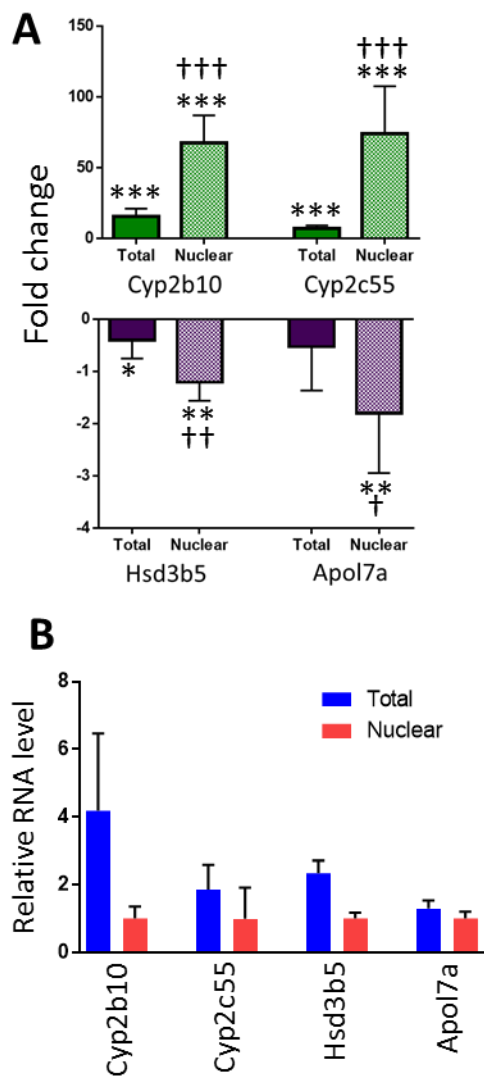 A
Fold change
150
100
50
0
***
†††
***
***
†††
***
Total Nuclear Total Nuclear
Cyp2b10 Cyp2c55
-0
-1
-2
-3
-4
*
**
††
**
†
Total Nuclear Total Nuclear
Hsd3b5 Apol7a
B
Relative RNA level
8
6
4
2
0
Total
Nuclear
Cyp2b10
Cyp2c55
Hsd3b5
Apol7a